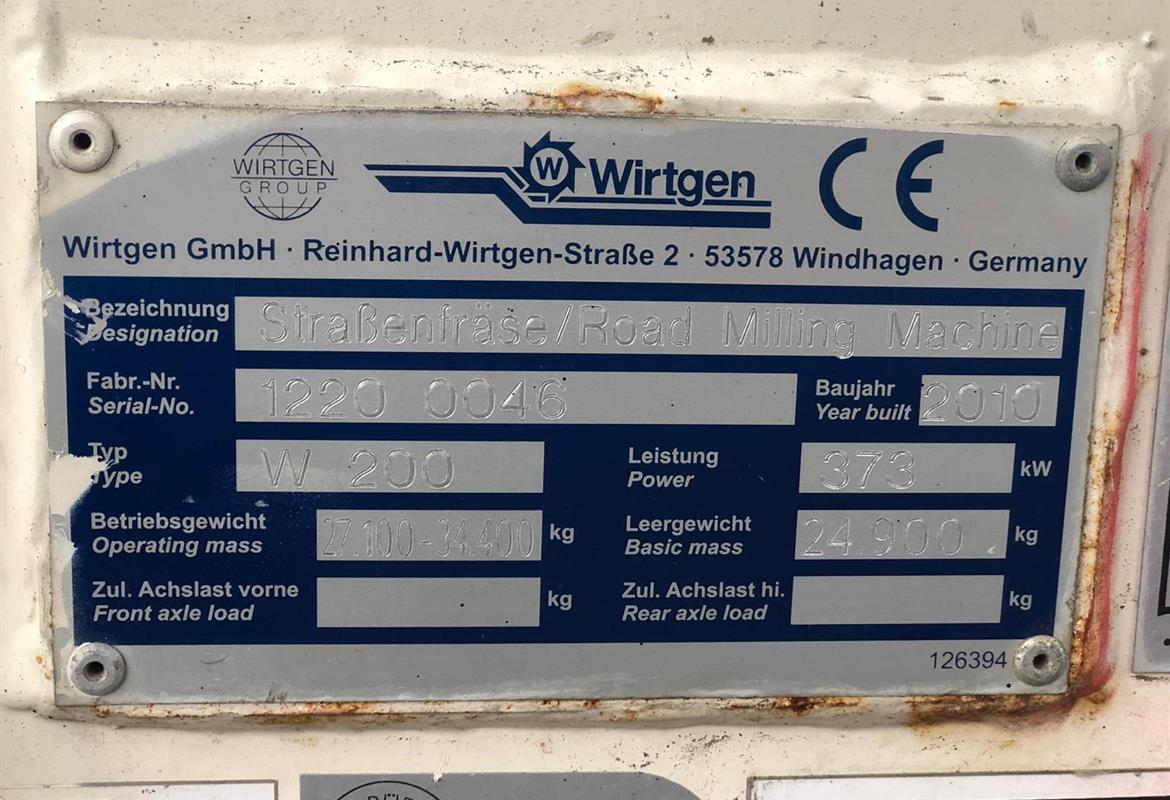 WIRTGEN
GROUP
W Wirtgen
CE
Wirtgen GmbH · Reinhard-Wirtgen-Straße 2 · 53578 Windhagen · Germany
Bezeichnung
Designation
Straßenfräse/Road Milling Machine
Fabr.-Nr.
Serial-No.
1220 0046
Baujahr
Year built
2010
Typ
Type
W 200
Leistung
Power
373 kW
Betriebsgewicht
Operating mass
27.100-34.400 kg
Leergewicht
Basic mass
24.900 kg
Zul. Achslast vorne
Front axle load
kg
Zul. Achslast hi.
Rear axle load
kg
126394